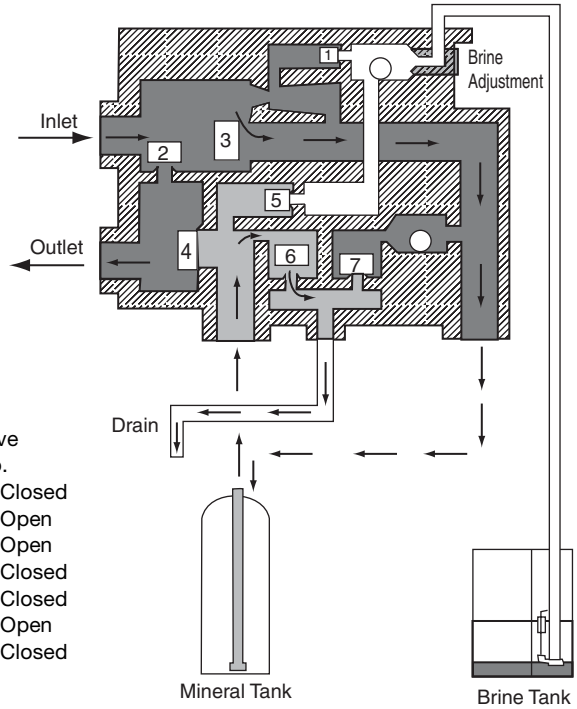 1
Brine
Adjustment
Inlet
3
2
5
Outlet
4
6
7
Drain
ve
o.
Closed
Open
Open
Closed
Closed
Open
Closed
Mineral Tank
Brine Tank